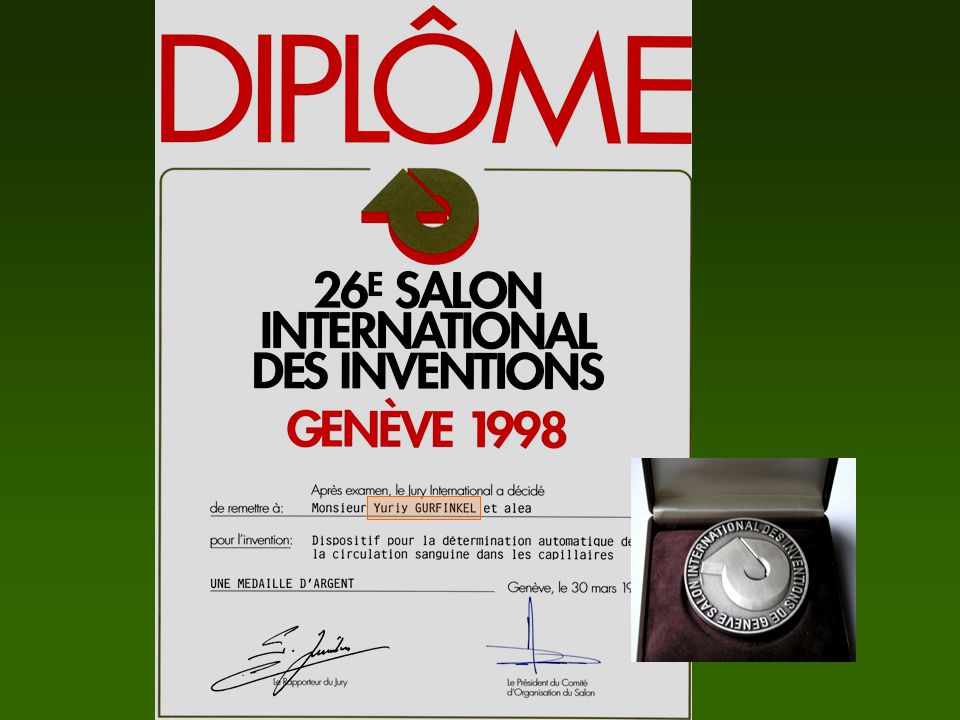 DIPLÔME
26E SALON
INTERNATIONAL
DES INVENTIONS
GENÈVE 1998
Après examen, le Jury International a décidé
de remettre à: Monsieur Yuriy GURFINKEL et alea
pour l'invention: Dispositif pour la détermination automatique de
la circulation sanguine dans les capillaires
UNE MEDAILLE D'ARGENT Genève, le 30 mars 19
Le Rapporteur du Jury
Le Président du Comité
d'Organisation du Salon
SALON INTERNATIONAL DES INVENTIONS DE GENEVE